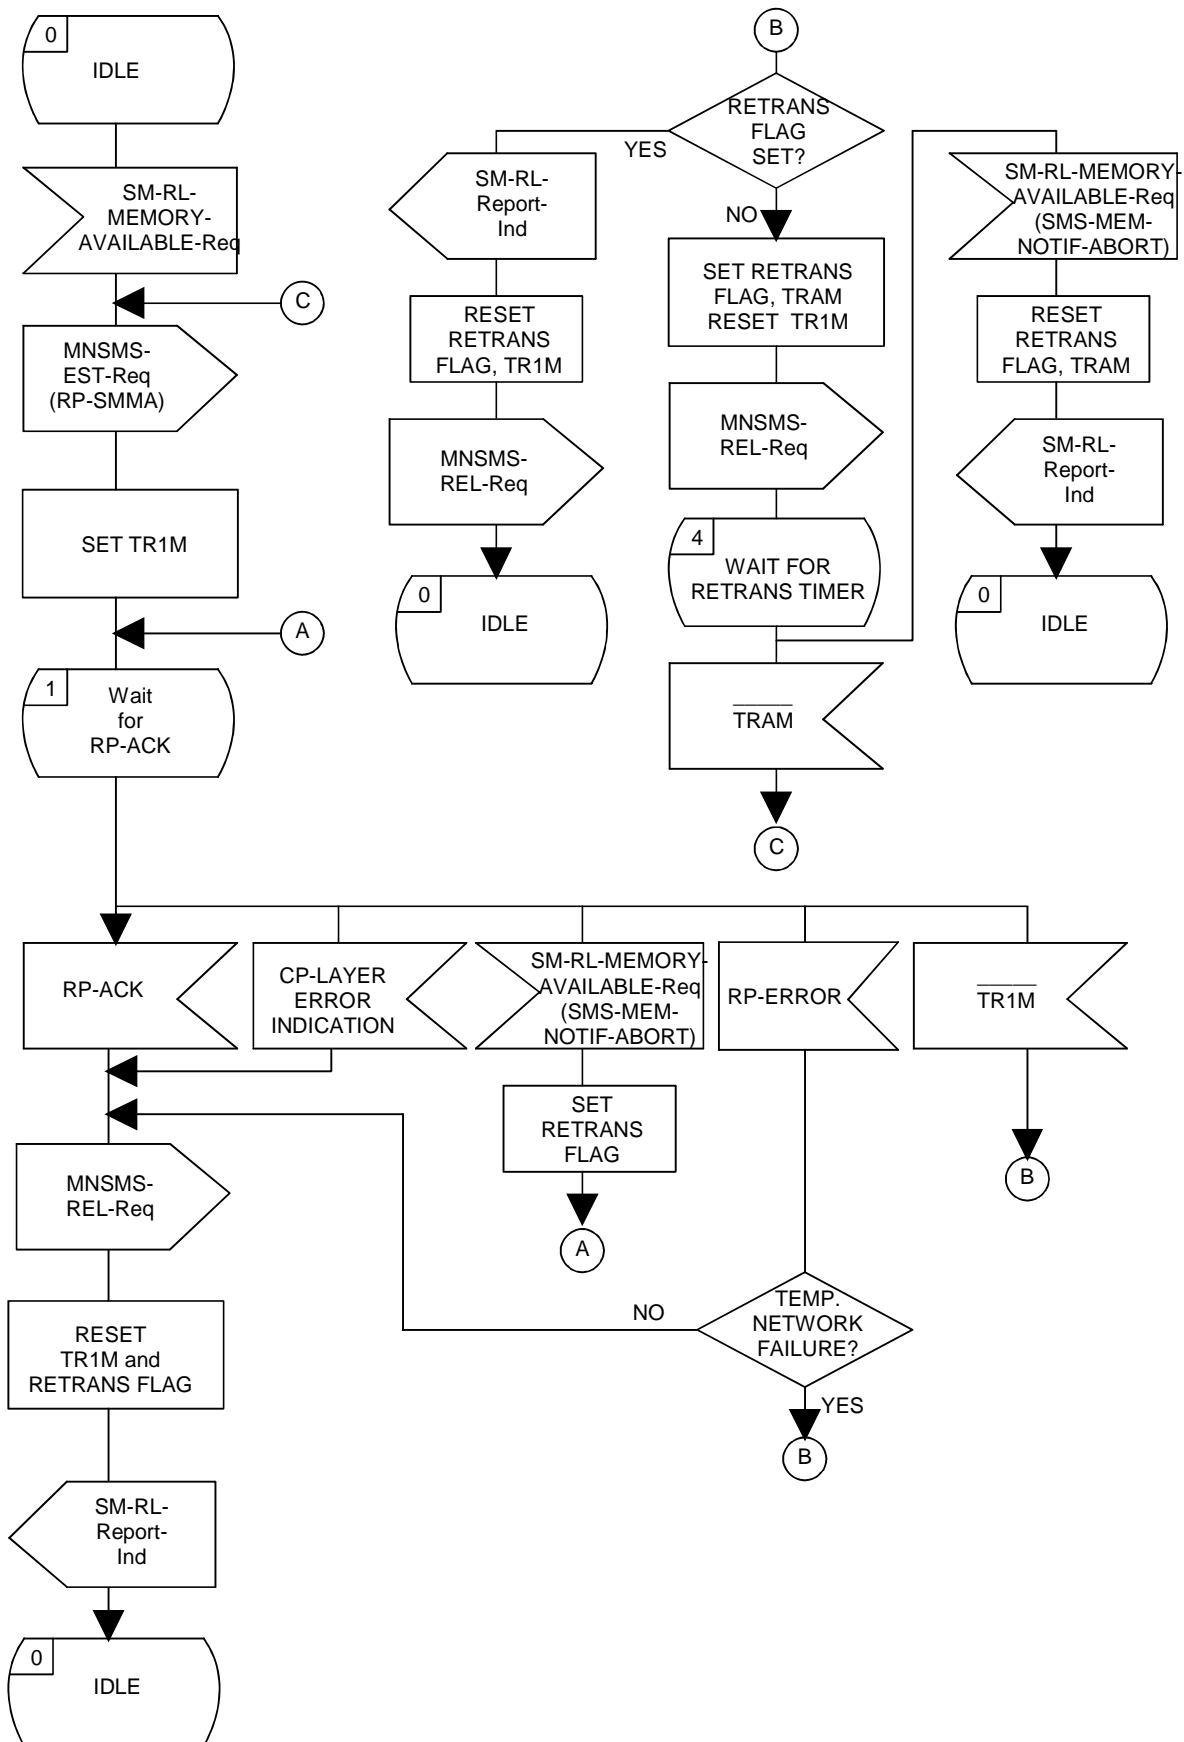 0
IDLE
SM-RL-
MEMORY-
AVAILABLE-Req
C
MNSMS-
EST-Req
(RP-SMMA)
SET TR1M
A
1
Wait
for
RP-ACK
B
RETRANS
FLAG
SET?
YES
NO
SM-RL-
Report-
Ind
RESET
RETRANS
FLAG, TR1M
MNSMS-
REL-Req
0
IDLE
SET RETRANS
FLAG, TRAM
RESET TR1M
MNSMS-
REL-Req
4
WAIT FOR
RETRANS TIMER
TRAM
C
SM-RL-MEMORY-
AVAILABLE-Req
(SMS-MEM-
NOTIF-ABORT)
RESET
RETRANS
FLAG, TRAM
SM-RL-
Report-
Ind
0
IDLE
RP-ACK
CP-LAYER
ERROR
INDICATION
SM-RL-MEMORY-
AVAILABLE-Req
(SMS-MEM-
NOTIF-ABORT)
RP-ERROR
TR1M
SET
RETRANS
FLAG
A
B
MNSMS-
REL-Req
NO
TEMP.
NETWORK
FAILURE?
YES
B
RESET
TR1M and
RETRANS FLAG
SM-RL-
Report-
Ind
0
IDLE